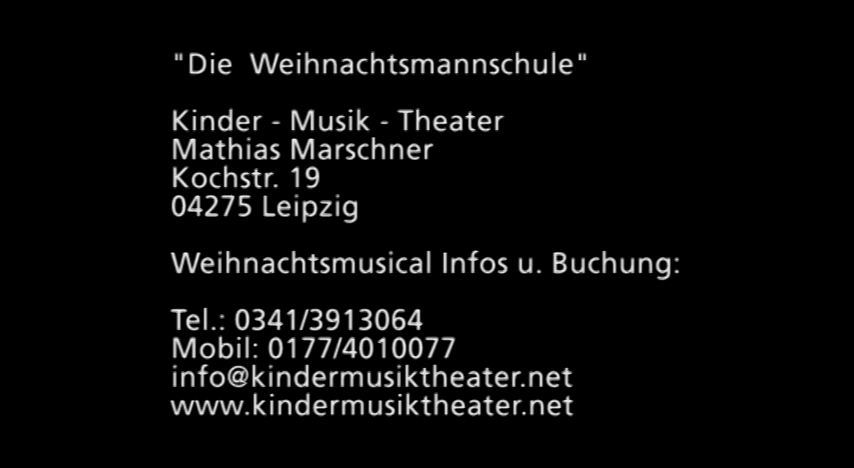 "Die Weihnachtsmannschule"
Kinder - Musik - Theater
Mathias Marschner
Kochstr. 19
04275 Leipzig
Weihnachtsmusical Infos u. Buchung:
Tel.: 0341/3913064
Mobil: 0177/4010077
info@kindermusiktheater.net
www.kindermusiktheater.net